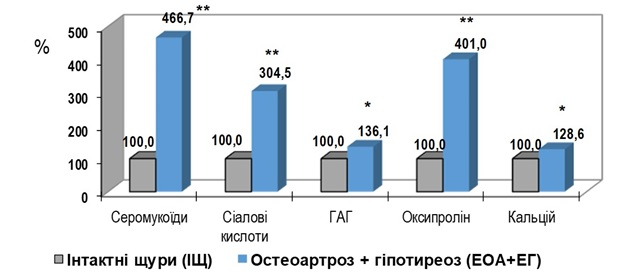 %
500
400
300
200
100
0
100,0
466,7 **
100,0
**
304,5
100,0
*
136,1
100,0
**
401,0
100,0
*
128,6
Серомукоїди
Сіалові
кислоти
ГАГ
Оксипролін
Кальцій
Інтактні щури (ІЩ)
Остеоартроз + гіпотиреоз (ЕОА+ЕГ)